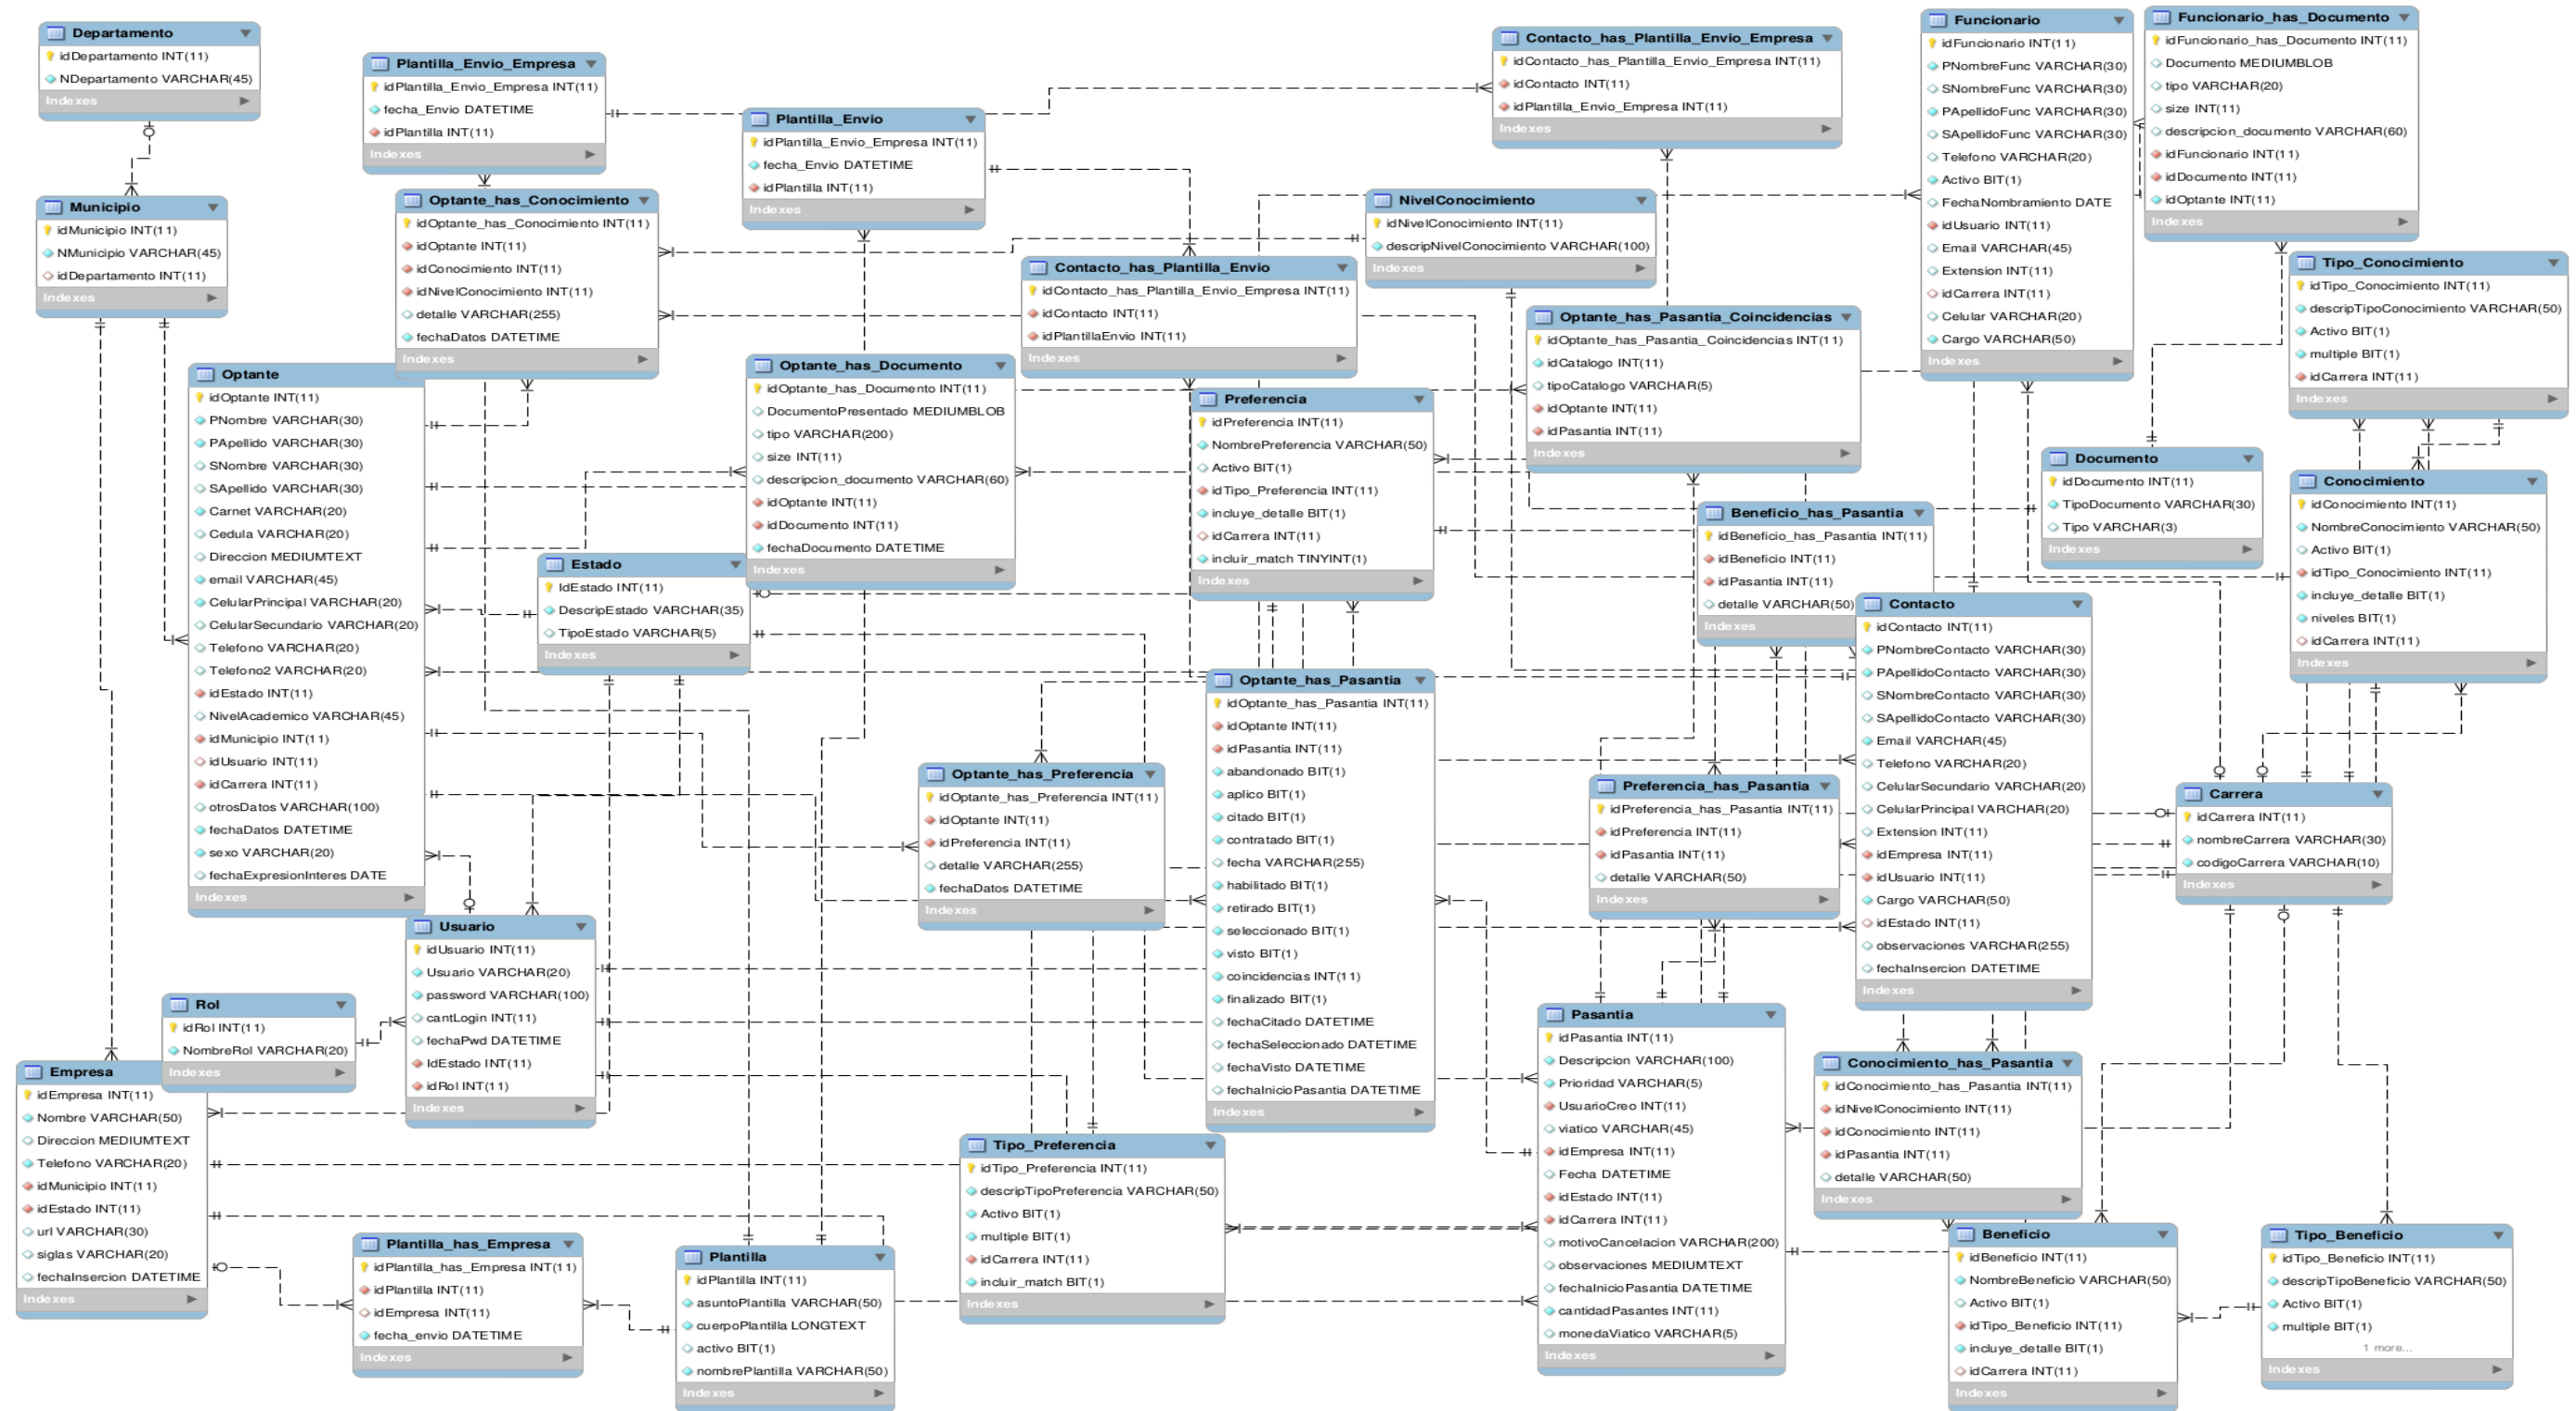 Departamento
idDepartamento INT(11)
NDepartamento VARCHAR(45)
Indexes
Plantilla_Envio_Empresa
idPlantilla_Envio_Empresa INT(11)
fecha_Envio DATETIME
idPlantilla INT(11)
Indexes
Plantilla_Envio
idPlantilla_Envio_Empresa INT(11)
fecha_Envio DATETIME
idPlantilla INT(11)
Indexes
Contacto_has_Plantilla_Envio_Empresa
idContacto_has_Plantilla_Envio_Empresa INT(11)
idContacto INT(11)
idPlantilla_Envio_Empresa INT(11)
Indexes
Funcionario
idFuncionario INT(11)
PNombreFunc VARCHAR(30)
SNombreFunc VARCHAR(30)
PApellidoFunc VARCHAR(30)
SApellidoFunc VARCHAR(30)
Telefono VARCHAR(20)
Activo BIT(1)
FechaNombramiento DATE
idUsuario INT(11)
Email VARCHAR(45)
Extension INT(11)
idCarrera INT(11)
Celular VARCHAR(20)
Cargo VARCHAR(50)
Indexes
Funcionario_has_Documento
idFuncionario_has_Documento INT(11)
Documento MEDIUMBLOB
tipo VARCHAR(20)
size INT(11)
descripcion_documento VARCHAR(60)
idFuncionario INT(11)
idDocumento INT(11)
idOptante INT(11)
Indexes
Municipio
idMunicipio INT(11)
NMunicipio VARCHAR(45)
idDepartamento INT(11)
Indexes
Optante_has_Conocimiento
idOptante_has_Conocimiento INT(11)
idOptante INT(11)
idConocimiento INT(11)
idNivelConocimiento INT(11)
detalle VARCHAR(255)
fechaDatos DATETIME
Indexes
NivelConocimiento
idNivelConocimiento INT(11)
descripNivelConocimiento VARCHAR(100)
Indexes
Contacto_has_Plantilla_Envio
idContacto_has_Plantilla_Envio_Empresa INT(11)
idContacto INT(11)
idPlantillaEnvio INT(11)
Indexes
Tipo_Conocimiento
idTipo_Conocimiento INT(11)
descripTipoConocimiento VARCHAR(50)
Activo BIT(1)
multiple BIT(1)
idCarrera INT(11)
Indexes
Optante_has_Pasantia_Coincidencias
idOptante_has_Pasantia_Coincidencias INT(11)
idCatalogo INT(11)
tipoCatalogo VARCHAR(5)
idOptante INT(11)
idPasantia INT(11)
Indexes
Optante
idOptante INT(11)
PNombre VARCHAR(30)
PApellido VARCHAR(30)
SNombre VARCHAR(30)
SApellido VARCHAR(30)
Carnet VARCHAR(20)
Cedula VARCHAR(20)
Direccion MEDIUMTEXT
email VARCHAR(45)
CelularPrincipal VARCHAR(20)
CelularSecundario VARCHAR(20)
Telefono VARCHAR(20)
Telefono2 VARCHAR(20)
idEstado INT(11)
NivelAcademico VARCHAR(45)
idMunicipio INT(11)
idUsuario INT(11)
idCarrera INT(11)
otrosDatos VARCHAR(100)
fechaDatos DATETIME
sexo VARCHAR(20)
fechaExpresionInteres DATE
Indexes
Optante_has_Documento
idOptante_has_Documento INT(11)
DocumentoPresentado MEDIUMBLOB
tipo VARCHAR(200)
size INT(11)
descripcion_documento VARCHAR(60)
idOptante INT(11)
idDocumento INT(11)
fechaDocumento DATETIME
Indexes
Preferencia
idPreferencia INT(11)
NombrePreferencia VARCHAR(50)
Activo BIT(1)
idTipo_Preferencia INT(11)
incluye_detalle BIT(1)
idCarrera INT(11)
incluir_match TINYINT(1)
Indexes
Documento
idDocumento INT(11)
TipoDocumento VARCHAR(30)
Tipo VARCHAR(3)
Indexes
Conocimiento
idConocimiento INT(11)
NombreConocimiento VARCHAR(50)
Activo BIT(1)
idTipo_Conocimiento INT(11)
incluye_detalle BIT(1)
niveles BIT(1)
idCarrera INT(11)
Indexes
Beneficio_has_Pasantia
idBeneficio_has_Pasantia INT(11)
idBeneficio INT(11)
idPasantia INT(11)
detalle VARCHAR(50)
Indexes
Estado
IdEstado INT(11)
DescripEstado VARCHAR(35)
TipoEstado VARCHAR(5)
Indexes
Contacto
idContacto INT(11)
PNombreContacto VARCHAR(30)
PApellidoContacto VARCHAR(30)
SNombreContacto VARCHAR(30)
SApellidoContacto VARCHAR(30)
Email VARCHAR(45)
Telefono VARCHAR(20)
CelularSecundario VARCHAR(20)
CelularPrincipal VARCHAR(20)
Extension INT(11)
idEmpresa INT(11)
idUsuario INT(11)
Cargo VARCHAR(50)
idEstado INT(11)
observaciones VARCHAR(255)
fechaInsercion DATETIME
Indexes
Optante_has_Pasantia
idOptante_has_Pasantia INT(11)
idOptante INT(11)
idPasantia INT(11)
abandonado BIT(1)
aplico BIT(1)
citado BIT(1)
contratado BIT(1)
fecha VARCHAR(255)
habilitado BIT(1)
retirado BIT(1)
seleccionado BIT(1)
visto BIT(1)
coincidencias INT(11)
finalizado BIT(1)
fechaCitado DATETIME
fechaSeleccionado DATETIME
fechaVisto DATETIME
fechaInicioPasantia DATETIME
Indexes
Optante_has_Preferencia
idOptante_has_Preferencia INT(11)
idOptante INT(11)
idPreferencia INT(11)
detalle VARCHAR(255)
fechaDatos DATETIME
Indexes
Preferencia_has_Pasantia
idPreferencia_has_Pasantia INT(11)
idPreferencia INT(11)
idPasantia INT(11)
detalle VARCHAR(50)
Indexes
Carrera
idCarrera INT(11)
nombreCarrera VARCHAR(30)
codigoCarrera VARCHAR(10)
Indexes
Usuario
idUsuario INT(11)
Usuario VARCHAR(20)
password VARCHAR(100)
cantLogin INT(11)
fechaPwd DATETIME
IdEstado INT(11)
idRol INT(11)
Indexes
Rol
idRol INT(11)
NombreRol VARCHAR(20)
Indexes
Pasantia
idPasantia INT(11)
Descripcion VARCHAR(100)
Prioridad VARCHAR(5)
UsuarioCreo INT(11)
viatico VARCHAR(45)
idEmpresa INT(11)
Fecha DATETIME
idEstado INT(11)
idCarrera INT(11)
motivoCancelacion VARCHAR(200)
observaciones MEDIUMTEXT
fechaInicioPasantia DATETIME
cantidadPasantes INT(11)
monedaViatico VARCHAR(5)
Indexes
Conocimiento_has_Pasantia
idConocimiento_has_Pasantia INT(11)
idNivelConocimiento INT(11)
idConocimiento INT(11)
idPasantia INT(11)
detalle VARCHAR(50)
Indexes
Empresa
idEmpresa INT(11)
Nombre VARCHAR(50)
Direccion MEDIUMTEXT
Telefono VARCHAR(20)
idMunicipio INT(11)
idEstado INT(11)
url VARCHAR(30)
siglas VARCHAR(20)
fechaInsercion DATETIME
Indexes
Tipo_Preferencia
idTipo_Preferencia INT(11)
descripTipoPreferencia VARCHAR(50)
Activo BIT(1)
multiple BIT(1)
idCarrera INT(11)
incluir_match BIT(1)
Indexes
Plantilla_has_Empresa
idPlantilla_has_Empresa INT(11)
idPlantilla INT(11)
idEmpresa INT(11)
fecha_envio DATETIME
Indexes
Plantilla
idPlantilla INT(11)
asuntoPlantilla VARCHAR(50)
cuerpoPlantilla LONGTEXT
activo BIT(1)
nombrePlantilla VARCHAR(50)
Indexes
Beneficio
idBeneficio INT(11)
NombreBeneficio VARCHAR(50)
Activo BIT(1)
idTipo_Beneficio INT(11)
incluye_detalle BIT(1)
idCarrera INT(11)
Indexes
Tipo_Beneficio
idTipo_Beneficio INT(11)
descripTipoBeneficio VARCHAR(50)
Activo BIT(1)
multiple BIT(1)
1 more...
Indexes